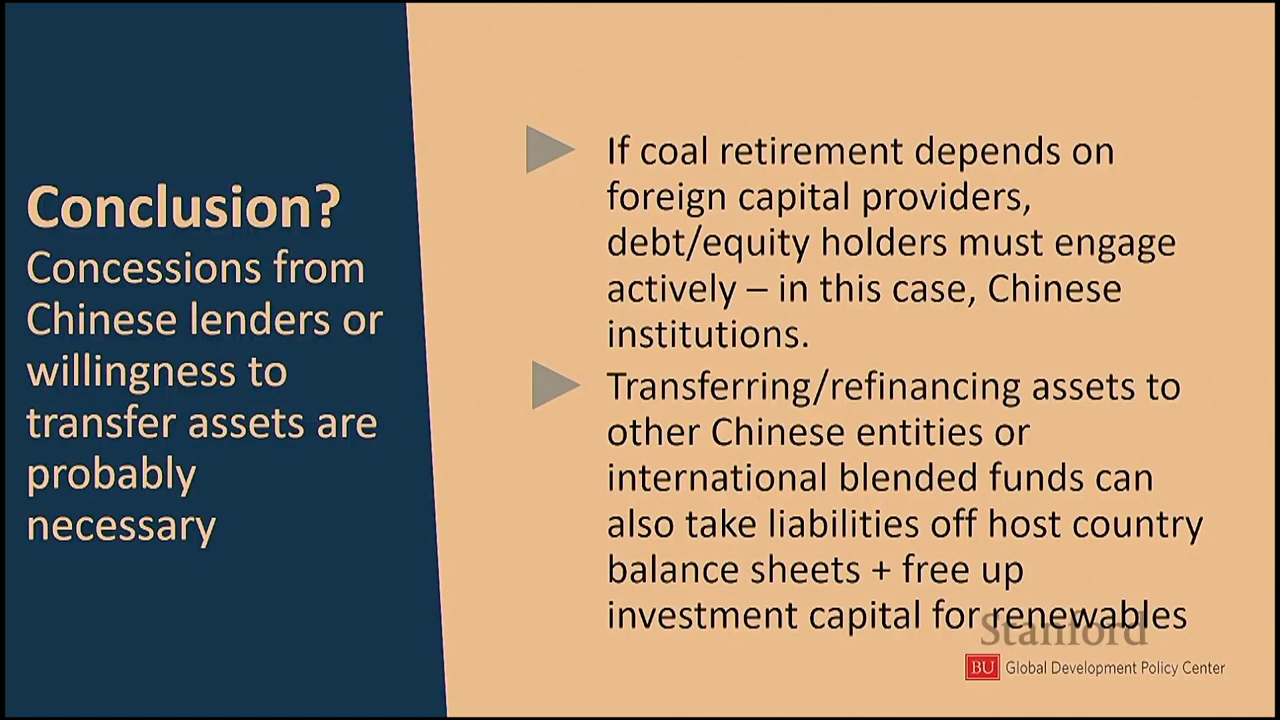 Conclusion?
Concessions from
Chinese lenders or
willingness to
transfer assets are
probably
necessary
If coal retirement depends on
foreign capital providers,
debt/equity holders must engage
actively – in this case, Chinese
institutions.
Transferring/refinancing assets to
other Chinese entities or
international blended funds can
also take liabilities off host country
balance sheets + free up
investment capital for renewables
Stanford
BU Global Development Policy Center